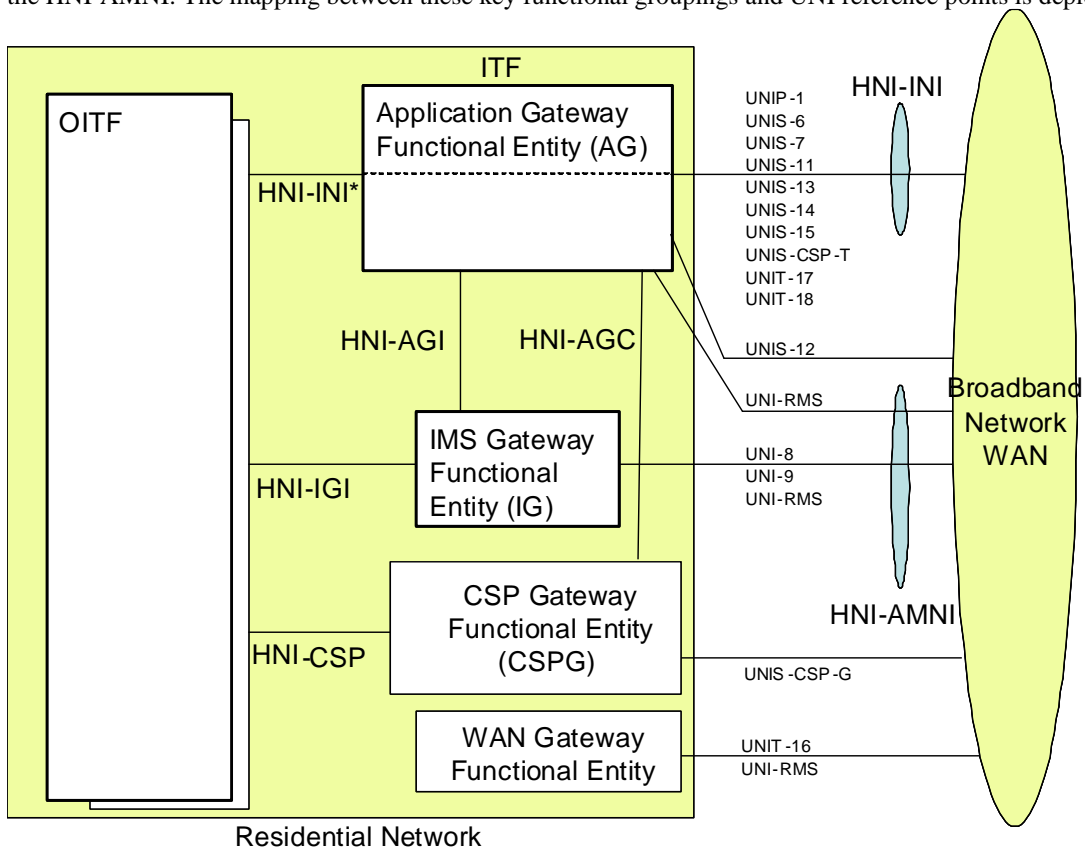 the HNI-AMNI. The mapping between these key functional groupings and UNI reference points is
ITF
OITF
Application Gateway
Functional Entity (AG)
HNI-INI*
UNIP-1
UNIS-6
UNIS-7
UNIS-11
UNIS-13
UNIS-14
UNIS-15
UNIS-CSP-T
UNIT-17
UNIT-18
HNI-INI
HNI-AGI
HNI-AGC
UNIS-12
UNI-RMS
Broadband
Network
WAN
IMS Gateway
Functional
Entity (IG)
HNI-IGI
UNI-8
UNI-9
UNI-RMS
HNI-AMNI
CSP Gateway
Functional Entity
(CSPG)
HNI-CSP
UNIS-CSP-G
WAN Gateway
Functional Entity
UNIT-16
UNI-RMS
Residential Network